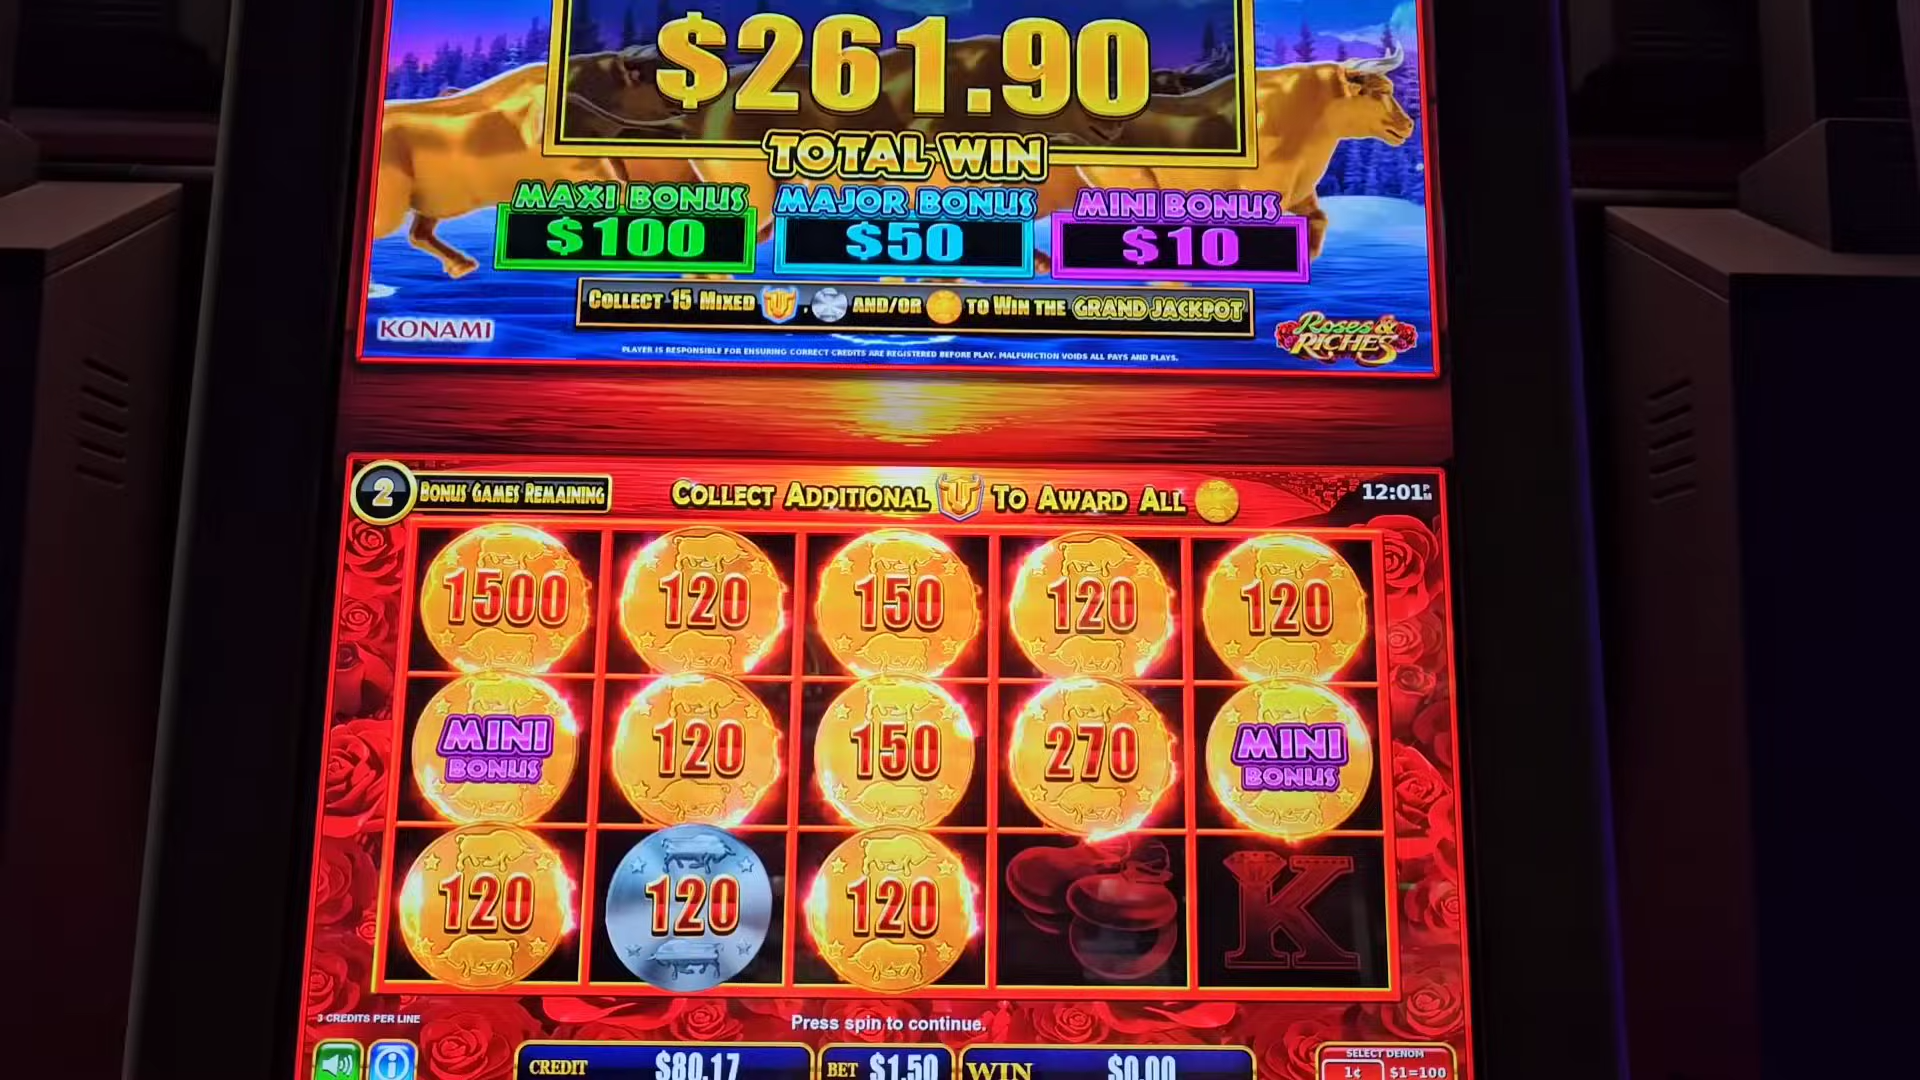 $261.90
TOTAL WIN
MAXI BONUS MAJOR BONUS MINI BONUS
$100 $50 $10
COLLECT 15 MIXED , AND/OR TO WIN THE GRAND JACKPOT
KONAMI
Roses & RICHES
PLAYER IS RESPONSIBLE FOR ENSURING CORRECT CREDITS ARE REGISTERED BEFORE PLAY. MALFUNCTION VOIDS ALL PAYS AND PLAYS.
2 BONUS GAMES REMAINING COLLECT ADDITIONAL TO AWARD ALL 12:01
1500 120 150 120 120
MINI BONUS 120 150 270 MINI BONUS
120 120 120 K
3 CREDITS PER LINE
Press spin to continue.
CREDIT $80.17 BET $1.50 WIN $0.00
SELECT DENOM
1¢ $1=100